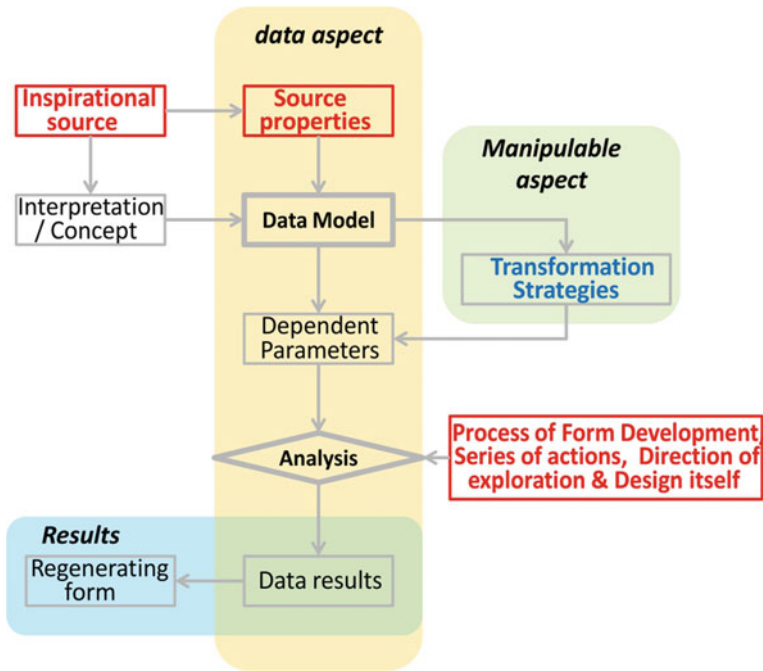 data aspect
Inspirational
source
Source
properties
Manipulable
aspect
Interpretation
/ Concept
Data Model
Transformation
Strategies
Dependent
Parameters
Process of Form Development,
Series of actions, Direction of
exploration & Design itself
Analysis
Results
Regenerating
form
Data results